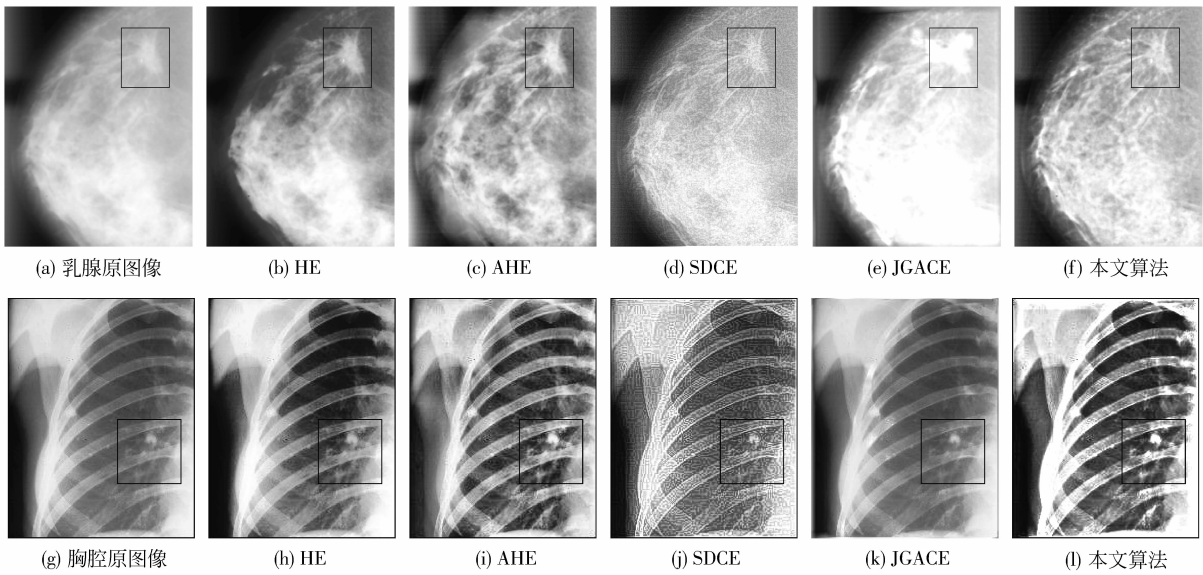 (a) 乳腺原图像 (b) HE (c) AHE (d) SDCE (e) JGACE (f) 本文算法
(g) 胸腔原图像 (h) HE (i) AHE (j) SDCE (k) JGACE (l) 本文算法